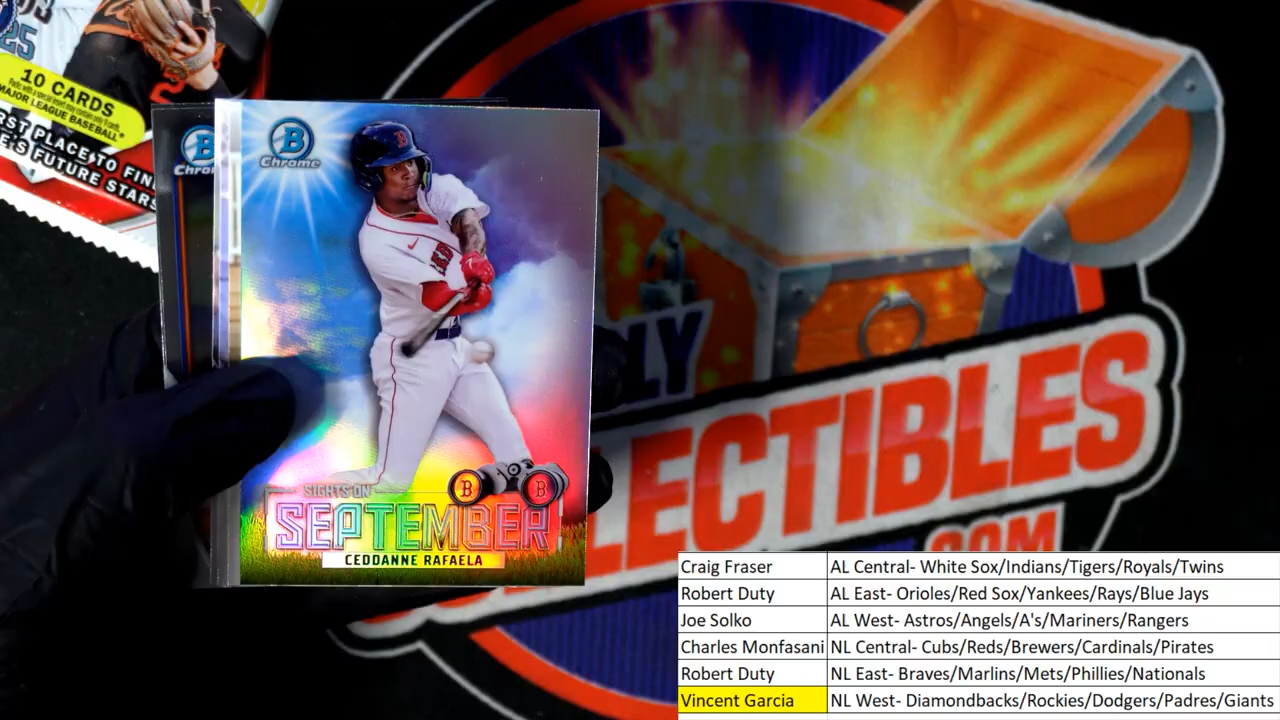 25
10 CARDS
MAJOR LEAGUE BASEBALL
RST PLACE TO FIN
E'S FUTURE STARS
B
Chro
B
Chrome
B
SIGHTS ON
SEPTEMBER
B B
CEDDANNE RAFAELA
LY
LECTIBLES
.COM
Craig Fraser AL Central- White Sox/Indians/Tigers/Royals/Twins
Robert Duty AL East- Orioles/Red Sox/Yankees/Rays/Blue Jays
Joe Solko AL West- Astros/Angels/A's/Mariners/Rangers
Charles Monfasani NL Central- Cubs/Reds/Brewers/Cardinals/Pirates
Robert Duty NL East- Braves/Marlins/Mets/Phillies/Nationals
Vincent Garcia NL West- Diamondbacks/Rockies/Dodgers/Padres/Giants